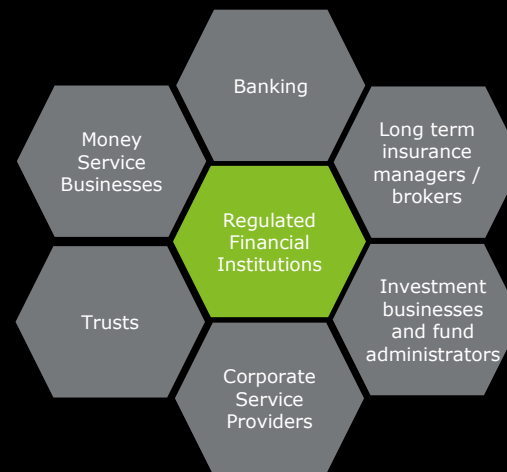 Banking
Money
Service
Businesses
Long term
insurance
managers /
brokers
Regulated
Financial
Institutions
Trusts
Investment
businesses
and fund
administrators
Corporate
Service
Providers